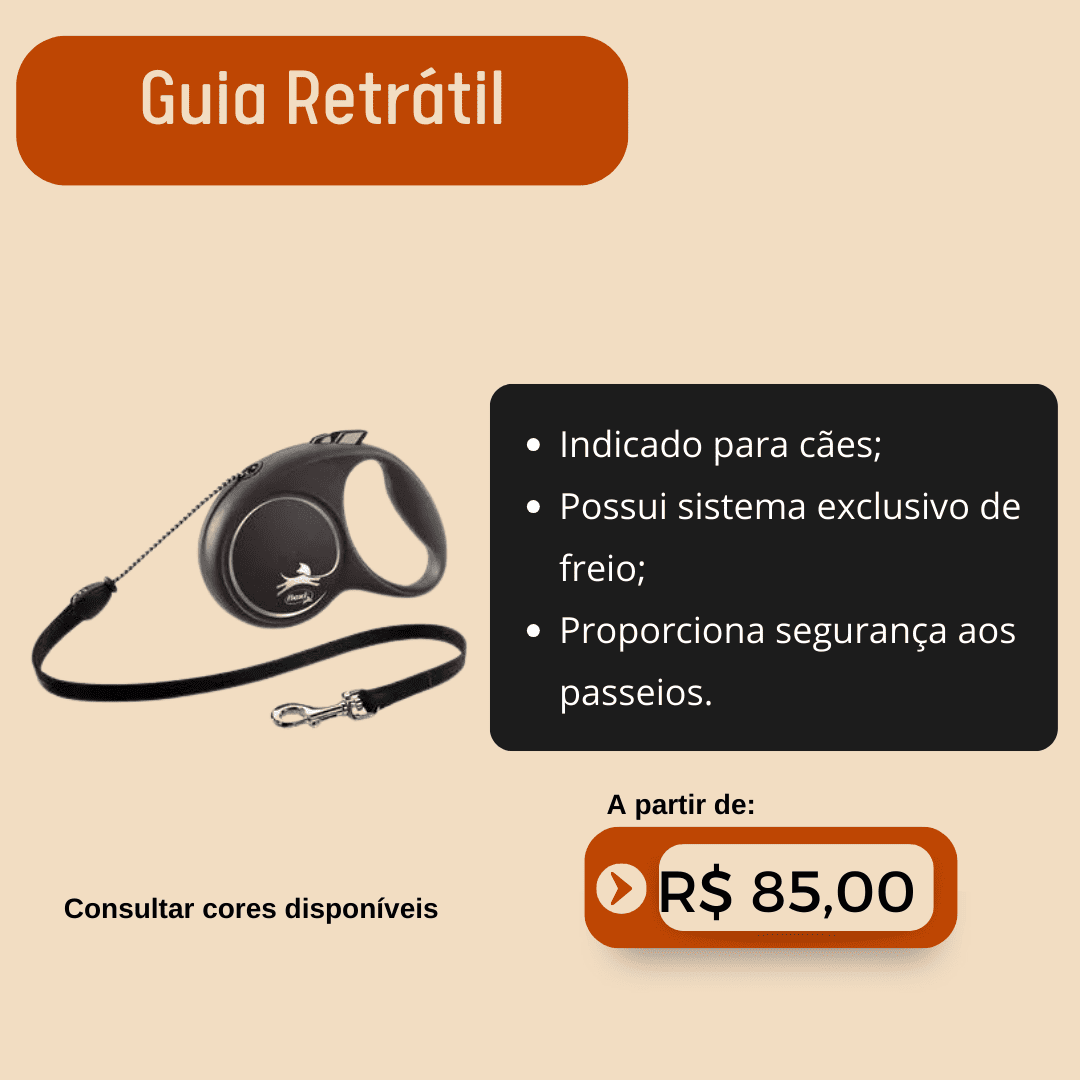 Guia Retrátil
• Indicado para cães;
• Possui sistema exclusivo de
freio;
• Proporciona segurança aos
passeios.
flexi
A partir de:
R$ 85,00
Consultar cores disponíveis